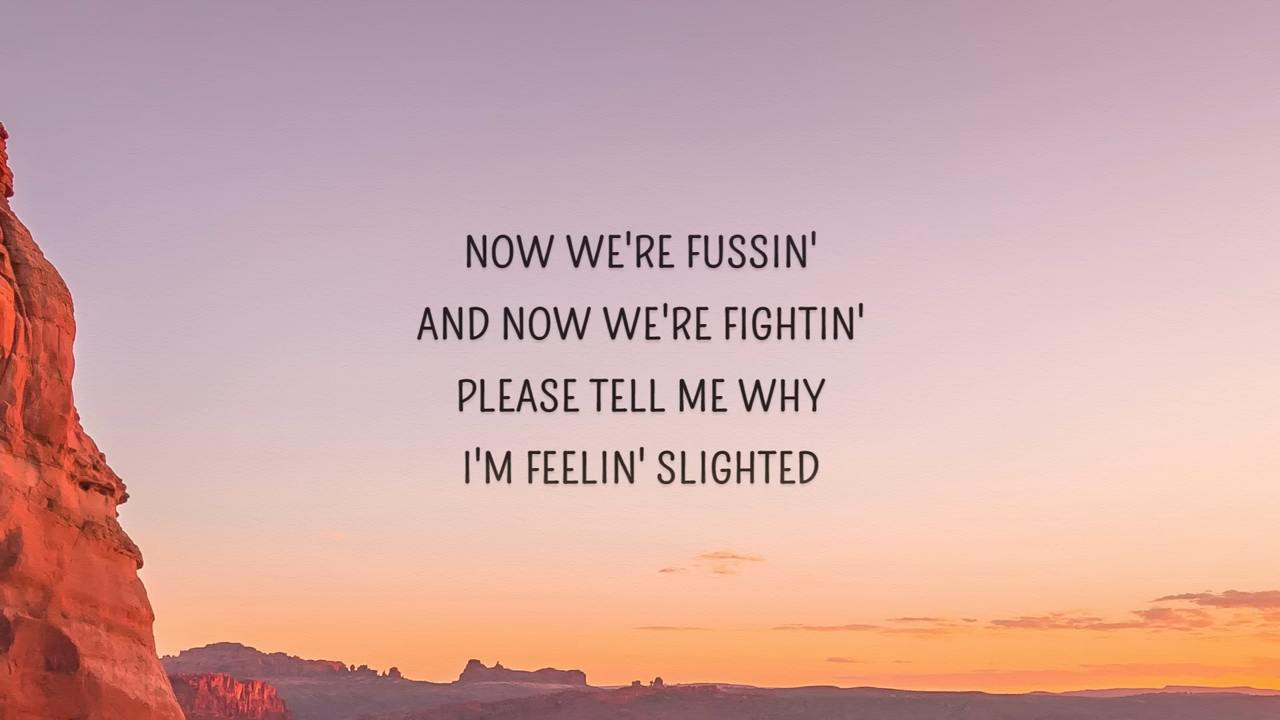 NOW WE'RE FUSSIN'
AND NOW WE'RE FIGHTIN'
PLEASE TELL ME WHY
I'M FEELIN' SLIGHTED